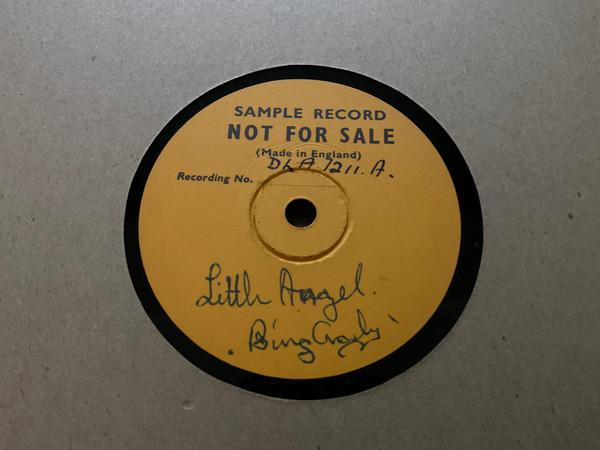 SAMPLE RECORD
NOT FOR SALE
(Made in England)
DLA 1211. A.
Recording No.
Little Angel.
. Bing Crosby